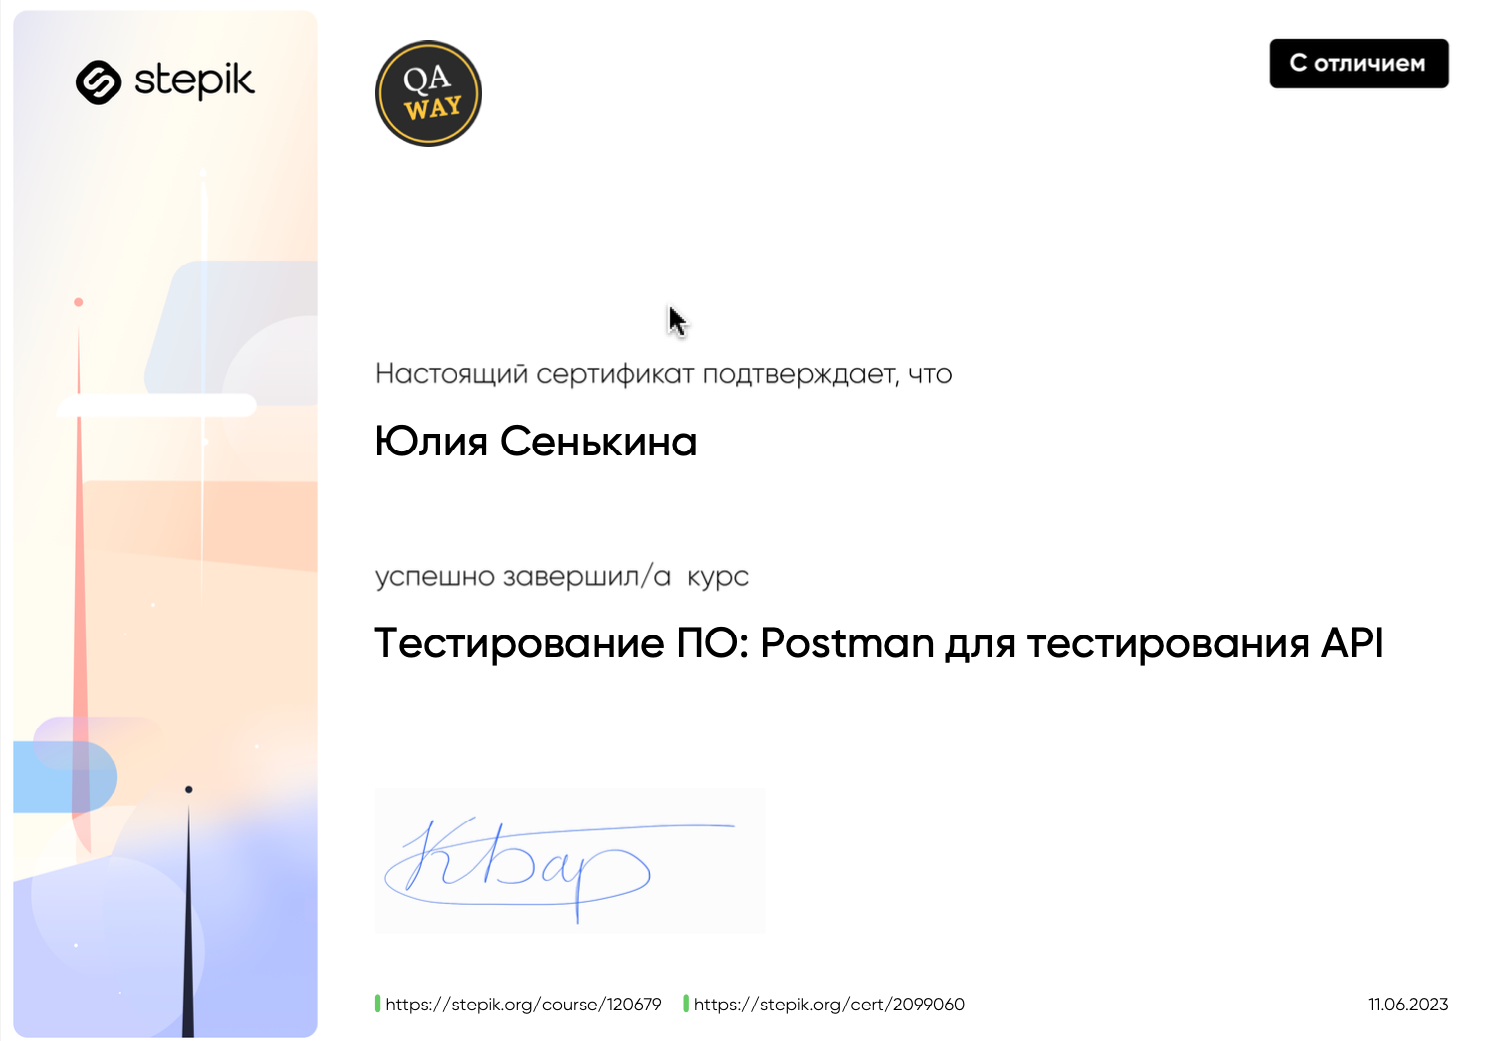 stepik
QA
WAY
С отличием
Настоящий сертификат подтверждает, что
Юлия Сенькина
успешно завершил/а курс
Тестирование ПО: Postman для тестирования API
КБар
https://stepik.org/course/120679
https://stepik.org/cert/2099060
11.06.2023